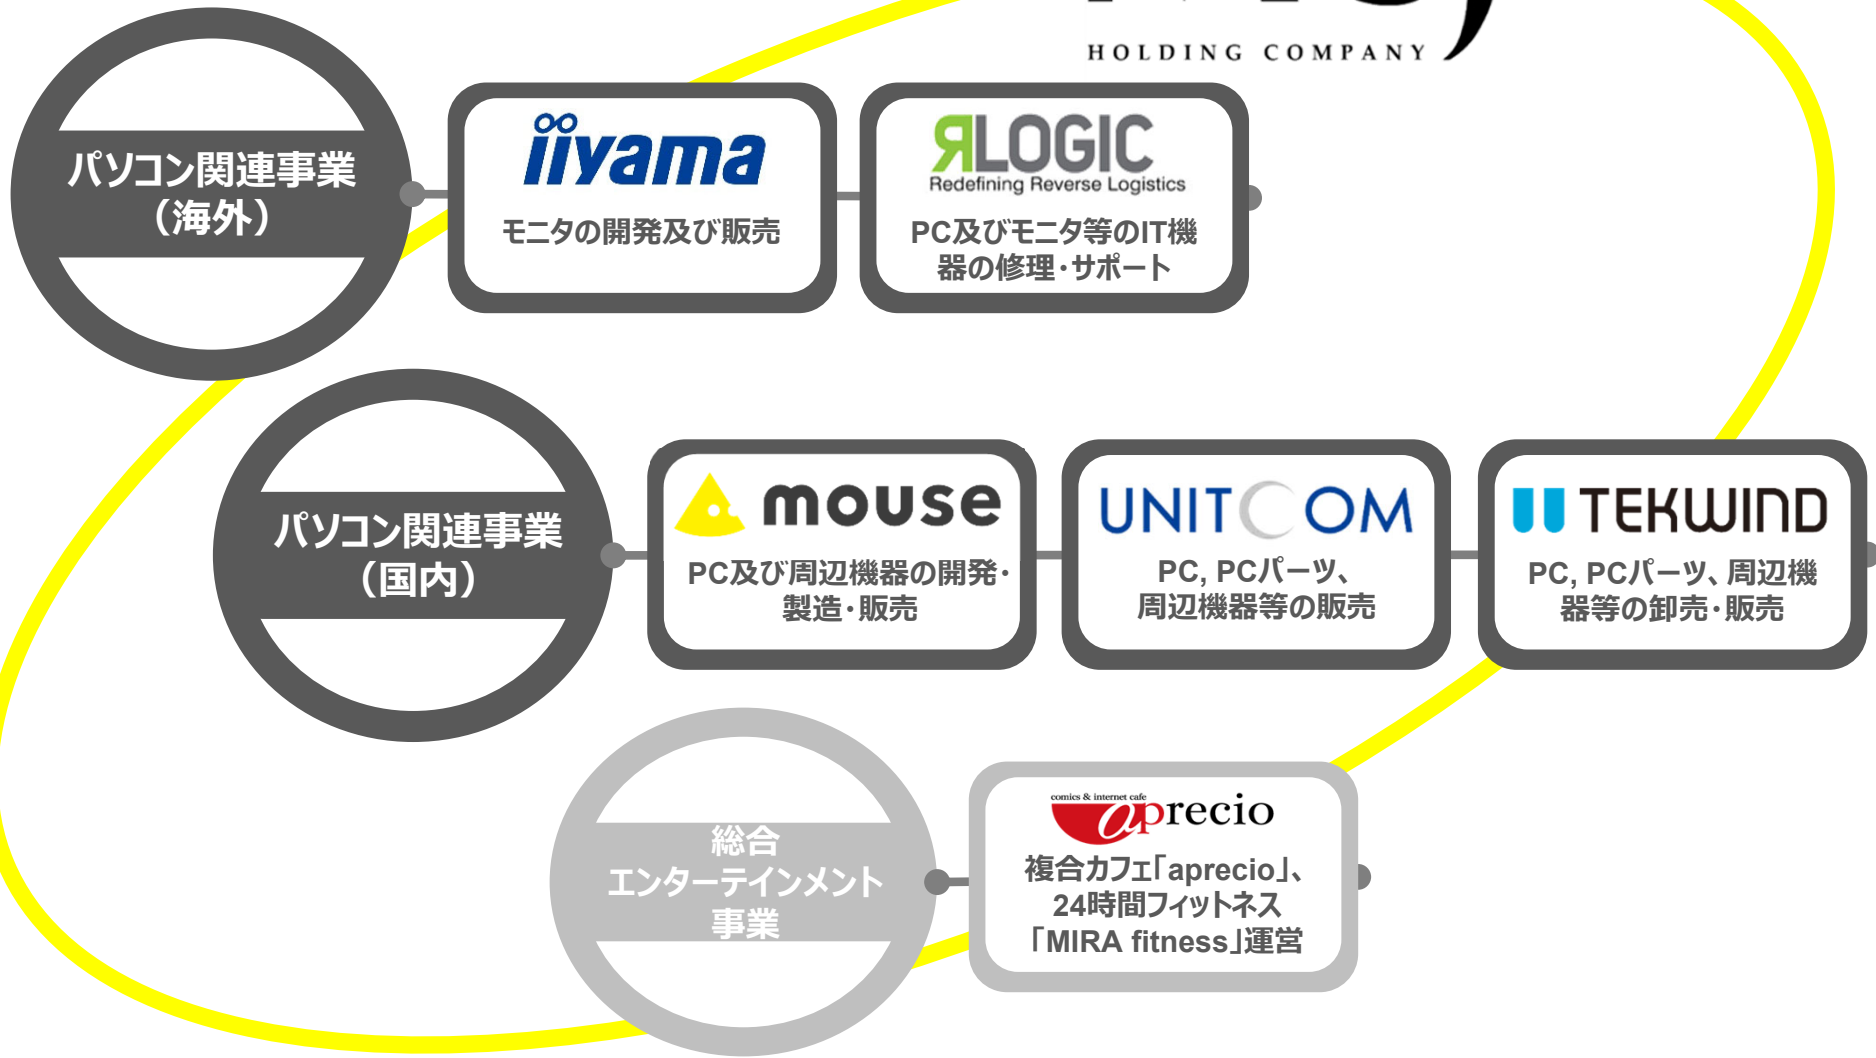 HOLDING COMPANY
パソコン関連事業
（海外）
iiyama
モニタの開発及び販売
RLOGIC
Redefining Reverse Logistics
PC及びモニタ等のIT機
器の修理・サポート
パソコン関連事業
（国内）
mouse
PC及び周辺機器の開発・
製造・販売
UNITCOM
PC, PCパーツ、
周辺機器等の販売
TEKWIND
PC, PCパーツ、周辺機
器等の卸売・販売
総合
エンターテインメント
事業
comics & internet cafe
aprecio
複合カフェ「aprecio」、
24時間フィットネス
「MIRA fitness」運営